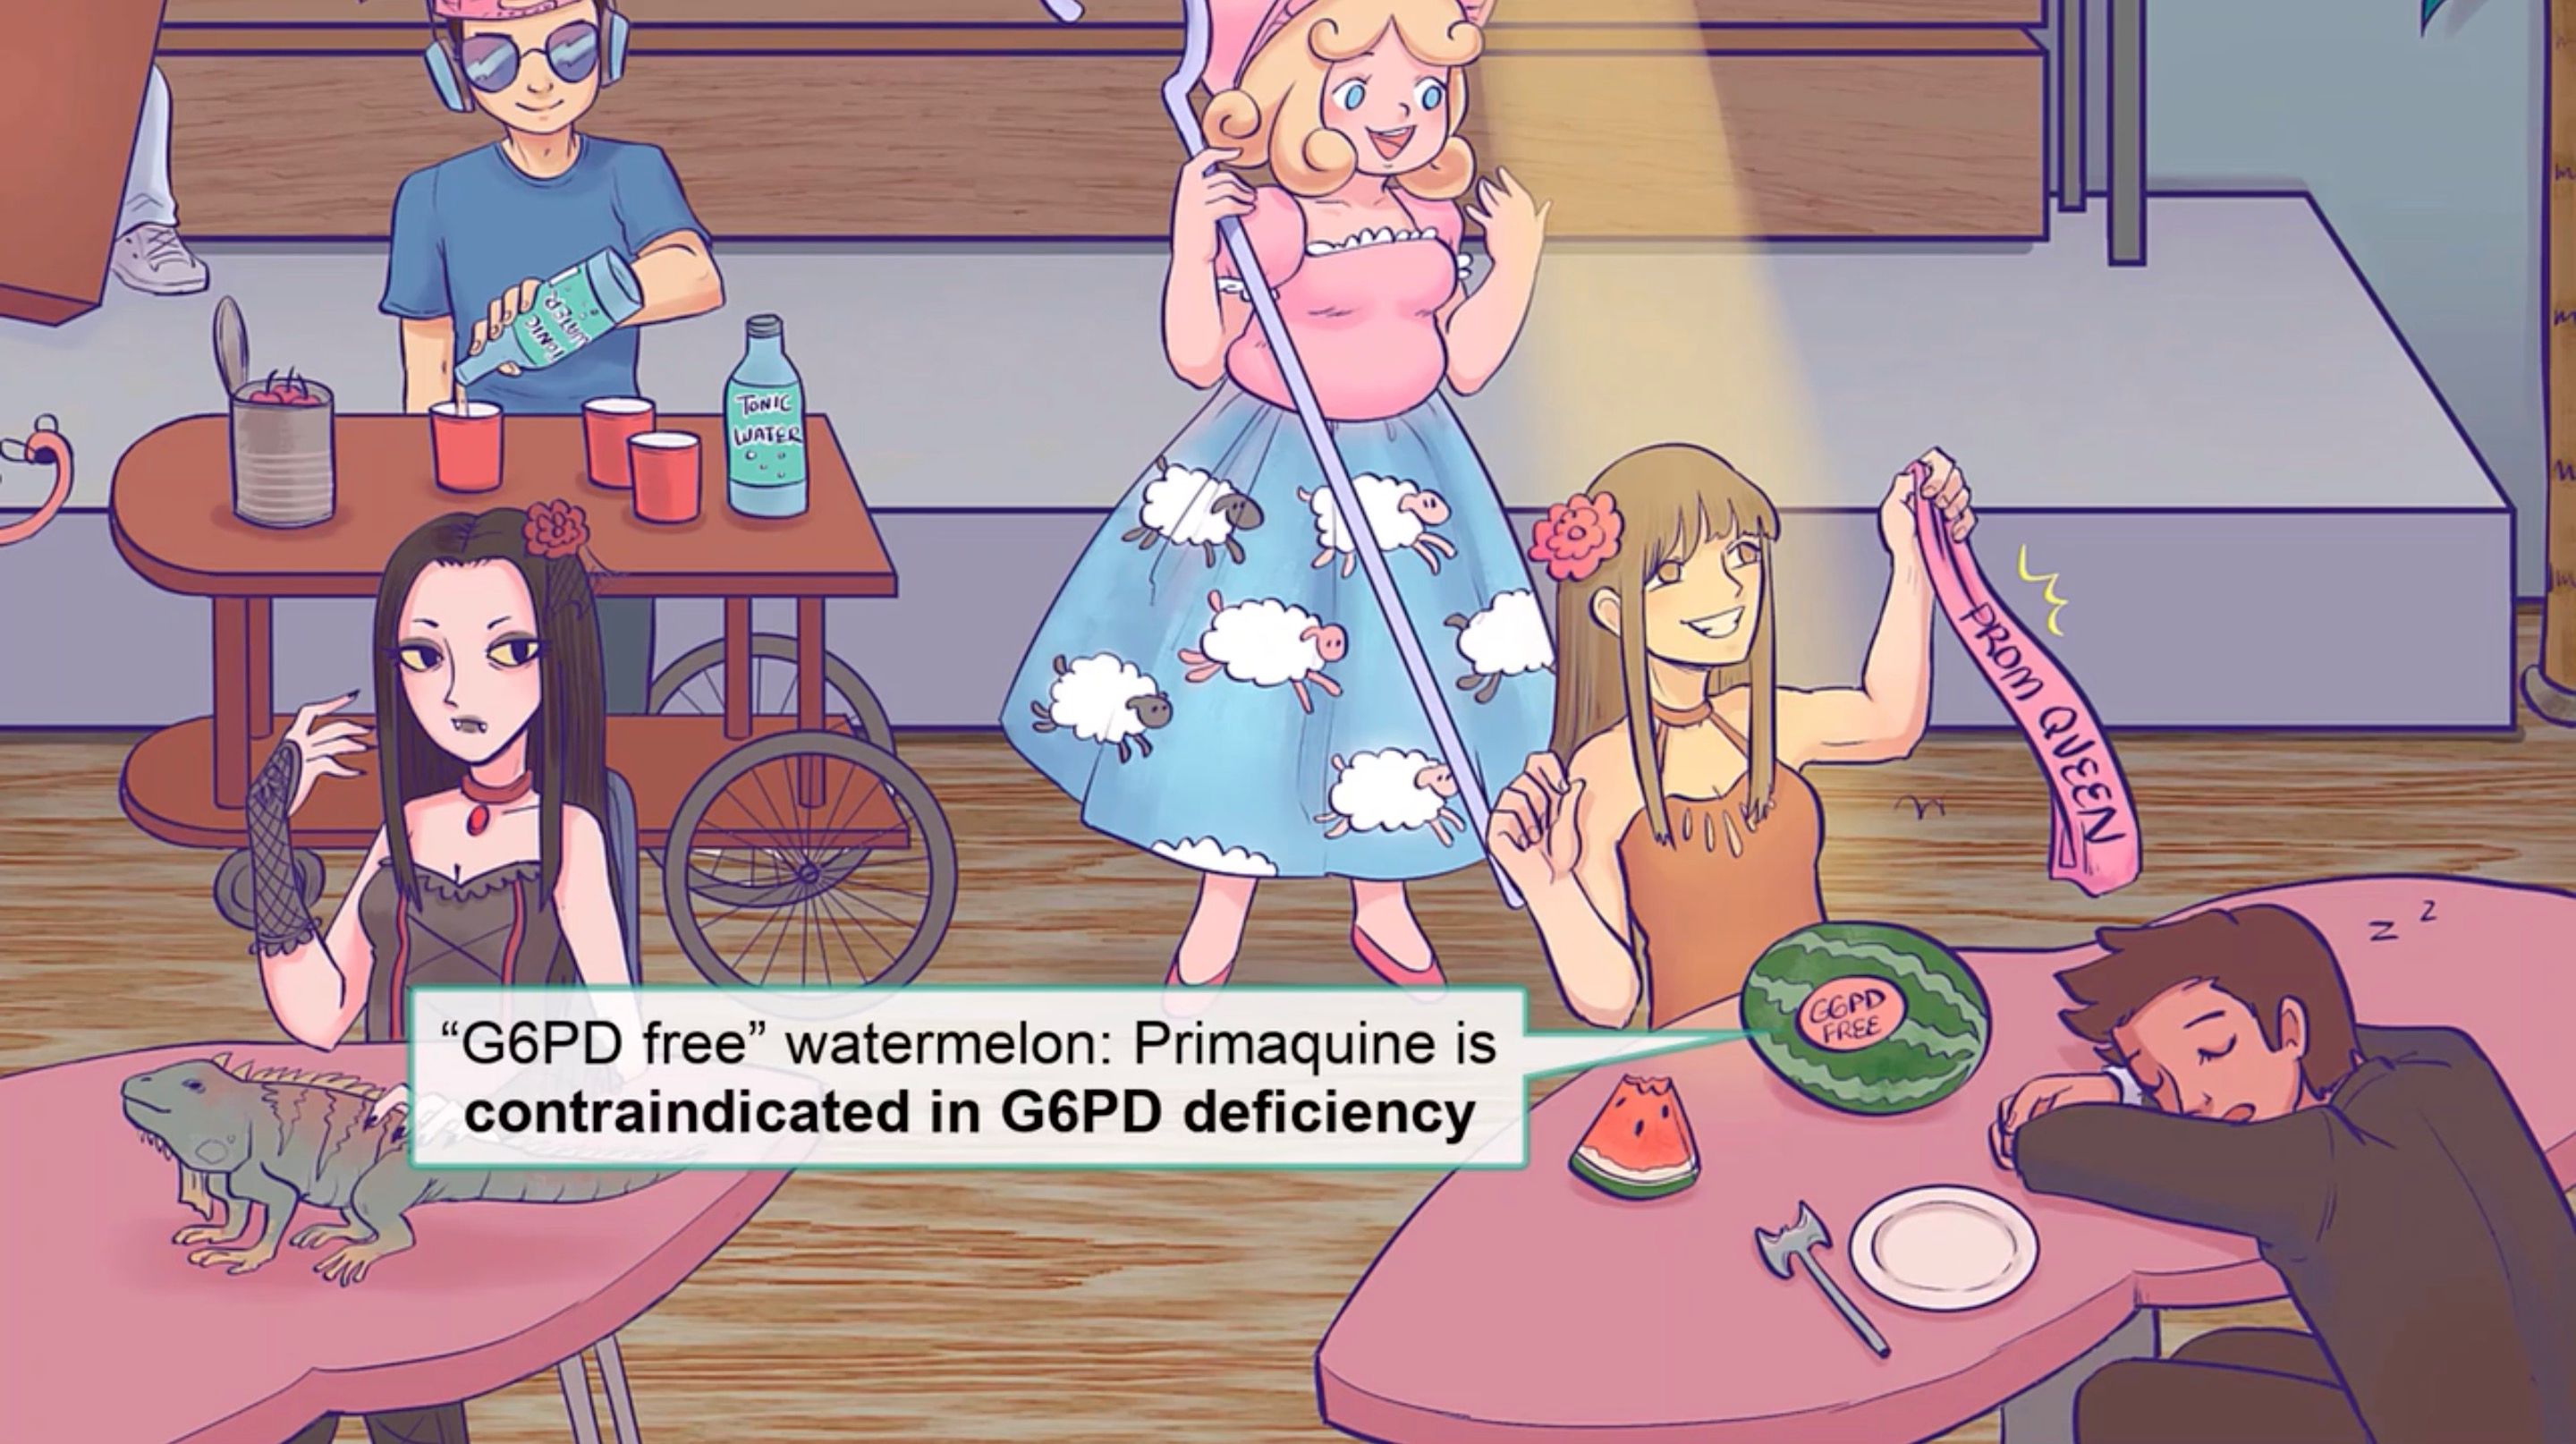 TONIC
WATER
TONIC
WATER
PROM QUEEN
G6PD
FREE
“G6PD free” watermelon: Primaquine is
contraindicated in G6PD deficiency
z z